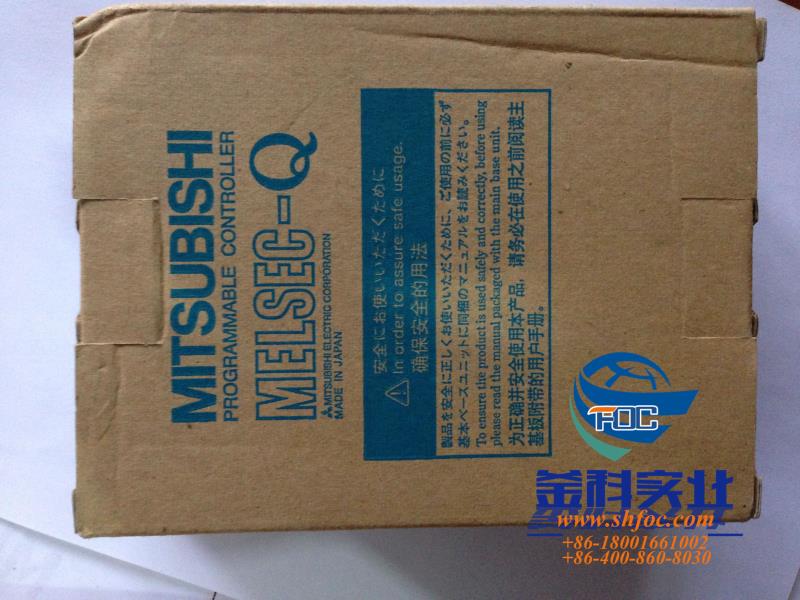 MITSUBISHI
PROGRAMMABLE CONTROLLER
MELSEC-Q
MITSUBISHI ELECTRIC CORPORATION
MADE IN JAPAN
安全にお使いいただくために
In order to assure safe usage.
确保安全的用法
製品を安全に正しくお使いいただくために、ご使用の前に必ず
基本ベースユニットに同梱のマニュアルをお読みください。
To ensure the product is used safely and correctly, before using
please read the manual packaged with the main base unit.
为正确并安全使用本产品，请务必在使用之前阅读主
基板附带的用户手册。
FOC
釜科实业
www.shfoc.com
+86-18001661002
+86-400-860-8030